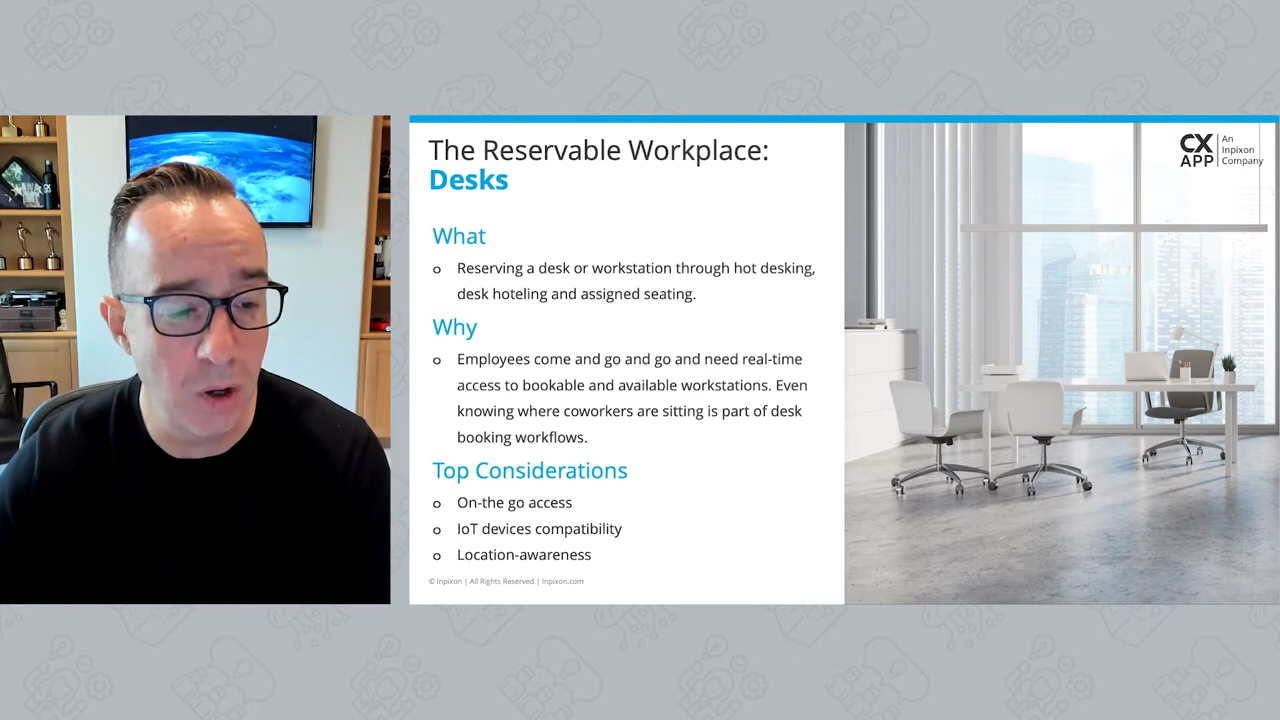 The Reservable Workplace:
Desks
What
o Reserving a desk or workstation through hot desking,
desk hoteling and assigned seating.
Why
o Employees come and go and go and need real-time
access to bookable and available workstations. Even
knowing where coworkers are sitting is part of desk
booking workflows.
Top Considerations
o On-the go access
o IoT devices compatibility
o Location-awareness
© Inpixon | All Rights Reserved | Inpixon.com
CX
APP
An
Inpixon
Company